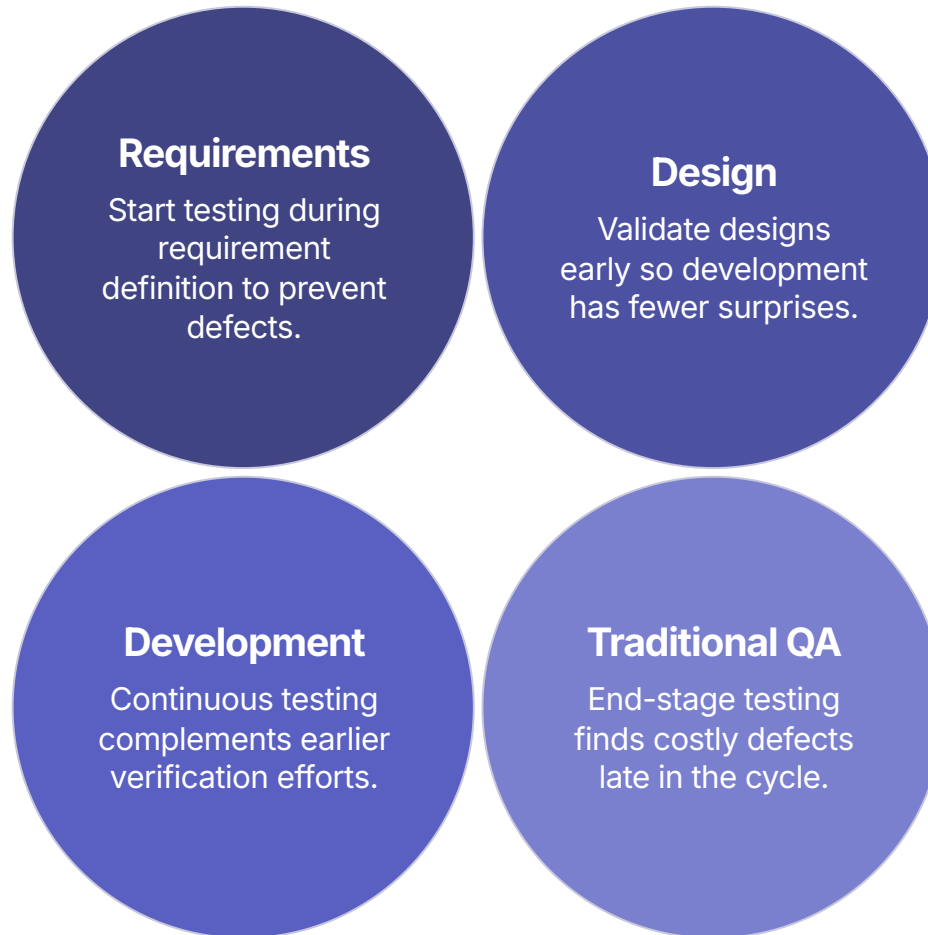 Requirements
Start testing during
requirement
definition to prevent
defects.
Design
Validate designs
early so development
has fewer surprises.
Development
Continuous testing
complements earlier
verification efforts.
Traditional QA
End-stage testing
finds costly defects
late in the cycle.